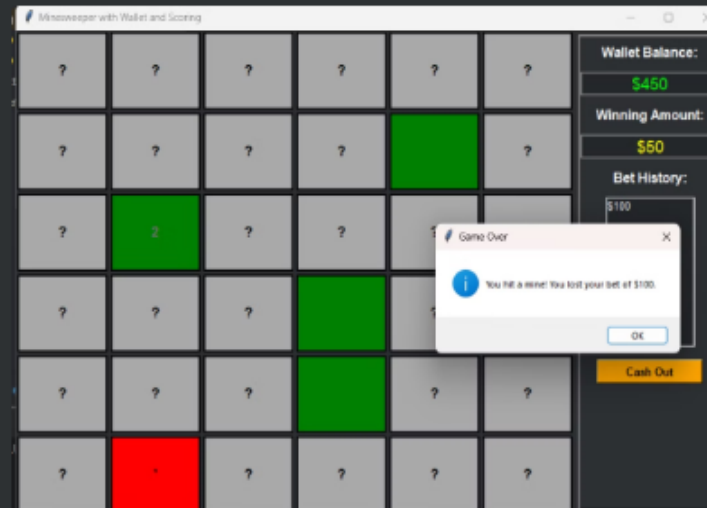 Minesweeper with Wallet and Scoring
? ? ? ? ? ?
? ? ? ? ?
? 2 ? ? ?
? ? ? ?
? ? ? ? ?
? ? ? ? ?
Wallet Balance:
$450
Winning Amount:
$50
Bet History:
$100
Game Over
You hit a mine! You lost your bet of $100.
OK
Cash Out